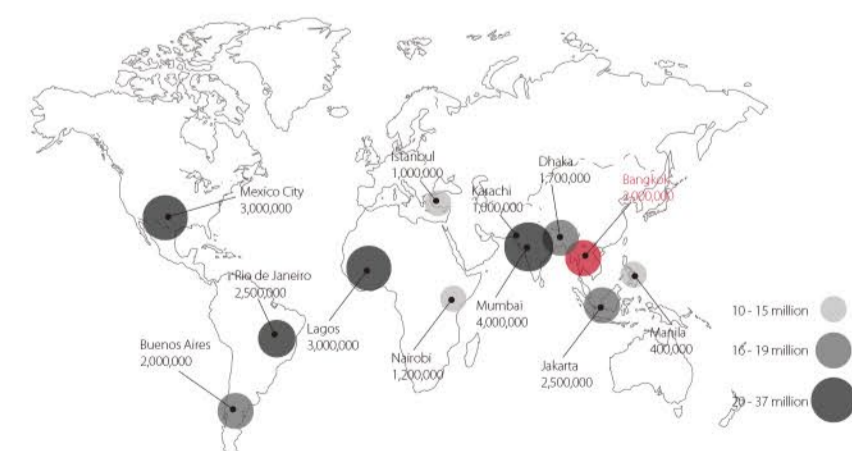 Istanbul
1,000,000
Dhaka
1,700,000
Mexico City
3,000,000
Karachi
1,000,000
Bangkok
Rio de Janeiro
2,500,000
Lagos
3,000,000
Mumbai
4,000,000
Buenos Aires
2,000,000
Nairobi
1,200,000
Jakarta
2,500,000
Manila
400,000
10 - 15 million
16 - 19 million
20 - 37 million